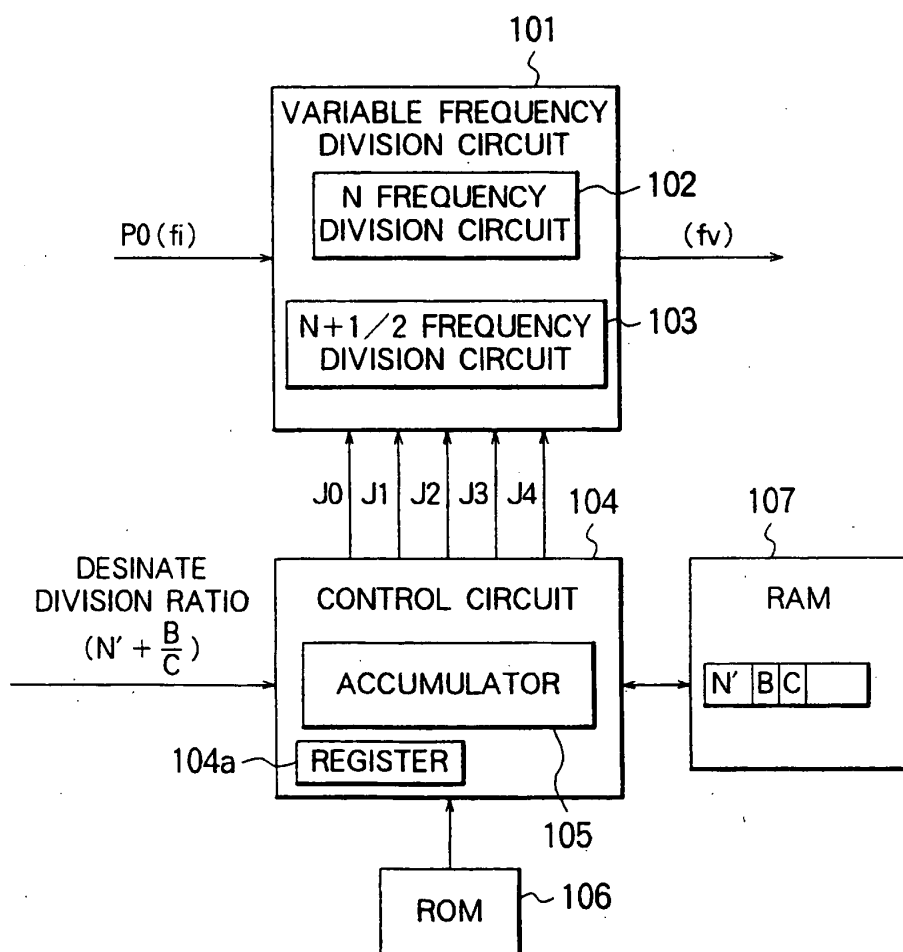 101
VARIABLE FREQUENCY
DIVISION CIRCUIT
N FREQUENCY
DIVISION CIRCUIT
102
P0(fi)
(fv)
N+1/2 FREQUENCY
DIVISION CIRCUIT
103
J0 J1 J2 J3 J4
104
107
DESINATE
DIVISION RATIO
(N' + B/C)
CONTROL CIRCUIT
RAM
ACCUMULATOR
N' B C
104a
REGISTER
105
ROM
106